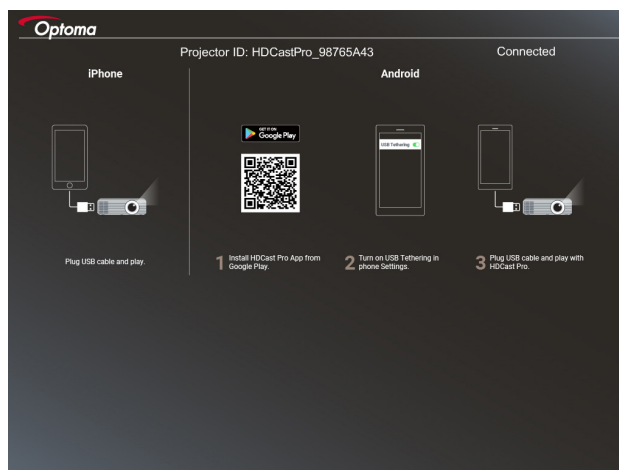 Optoma
Projector ID: HDCastPro_98765A43
Connected
iPhone
Android
GET IT ON
Google Play
USB Tethering
Plug USB cable and play.
1 Install HDCast Pro App from
Google Play.
2 Turn on USB Tethering in
phone Settings.
3 Plug USB cable and play with
HDCast Pro.